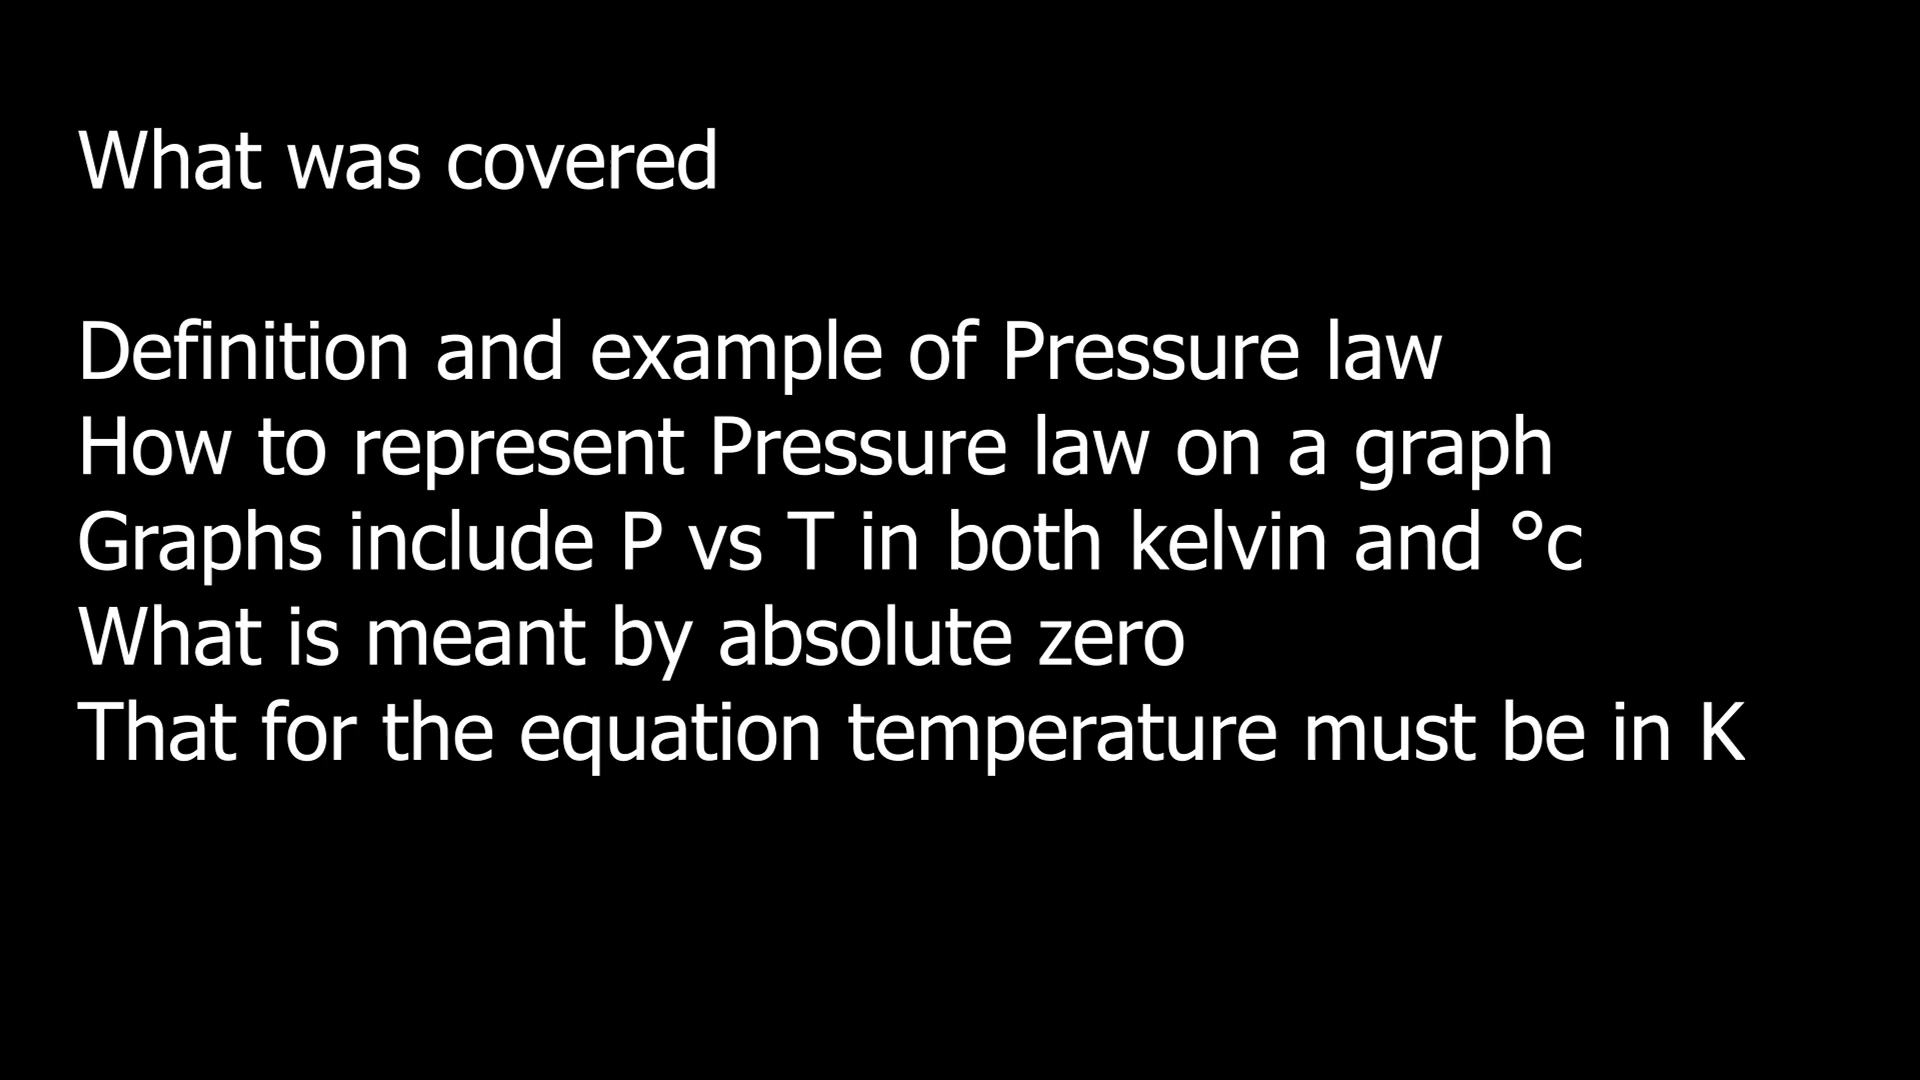 What was covered
Definition and example of Pressure law
How to represent Pressure law on a graph
Graphs include P vs T in both kelvin and °c
What is meant by absolute zero
That for the equation temperature must be in K